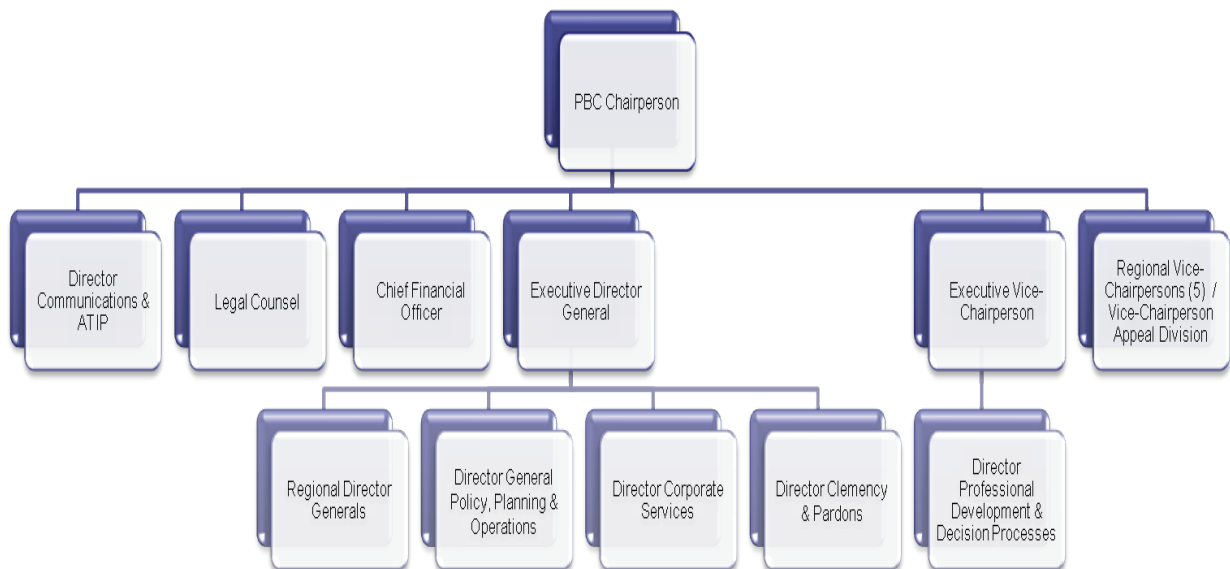 PBC Chairperson
Director
Communications &
ATIP
Legal Counsel
Chief Financial
Officer
Executive Director
General
Executive Vice-
Chairperson
Regional Vice-
Chairpersons (5) /
Vice-Chairperson
Appeal Division
Regional Director
Generals
Director General
Policy, Planning &
Operations
Director Corporate
Services
Director Clemency
& Pardons
Director
Professional
Development &
Decision Processes